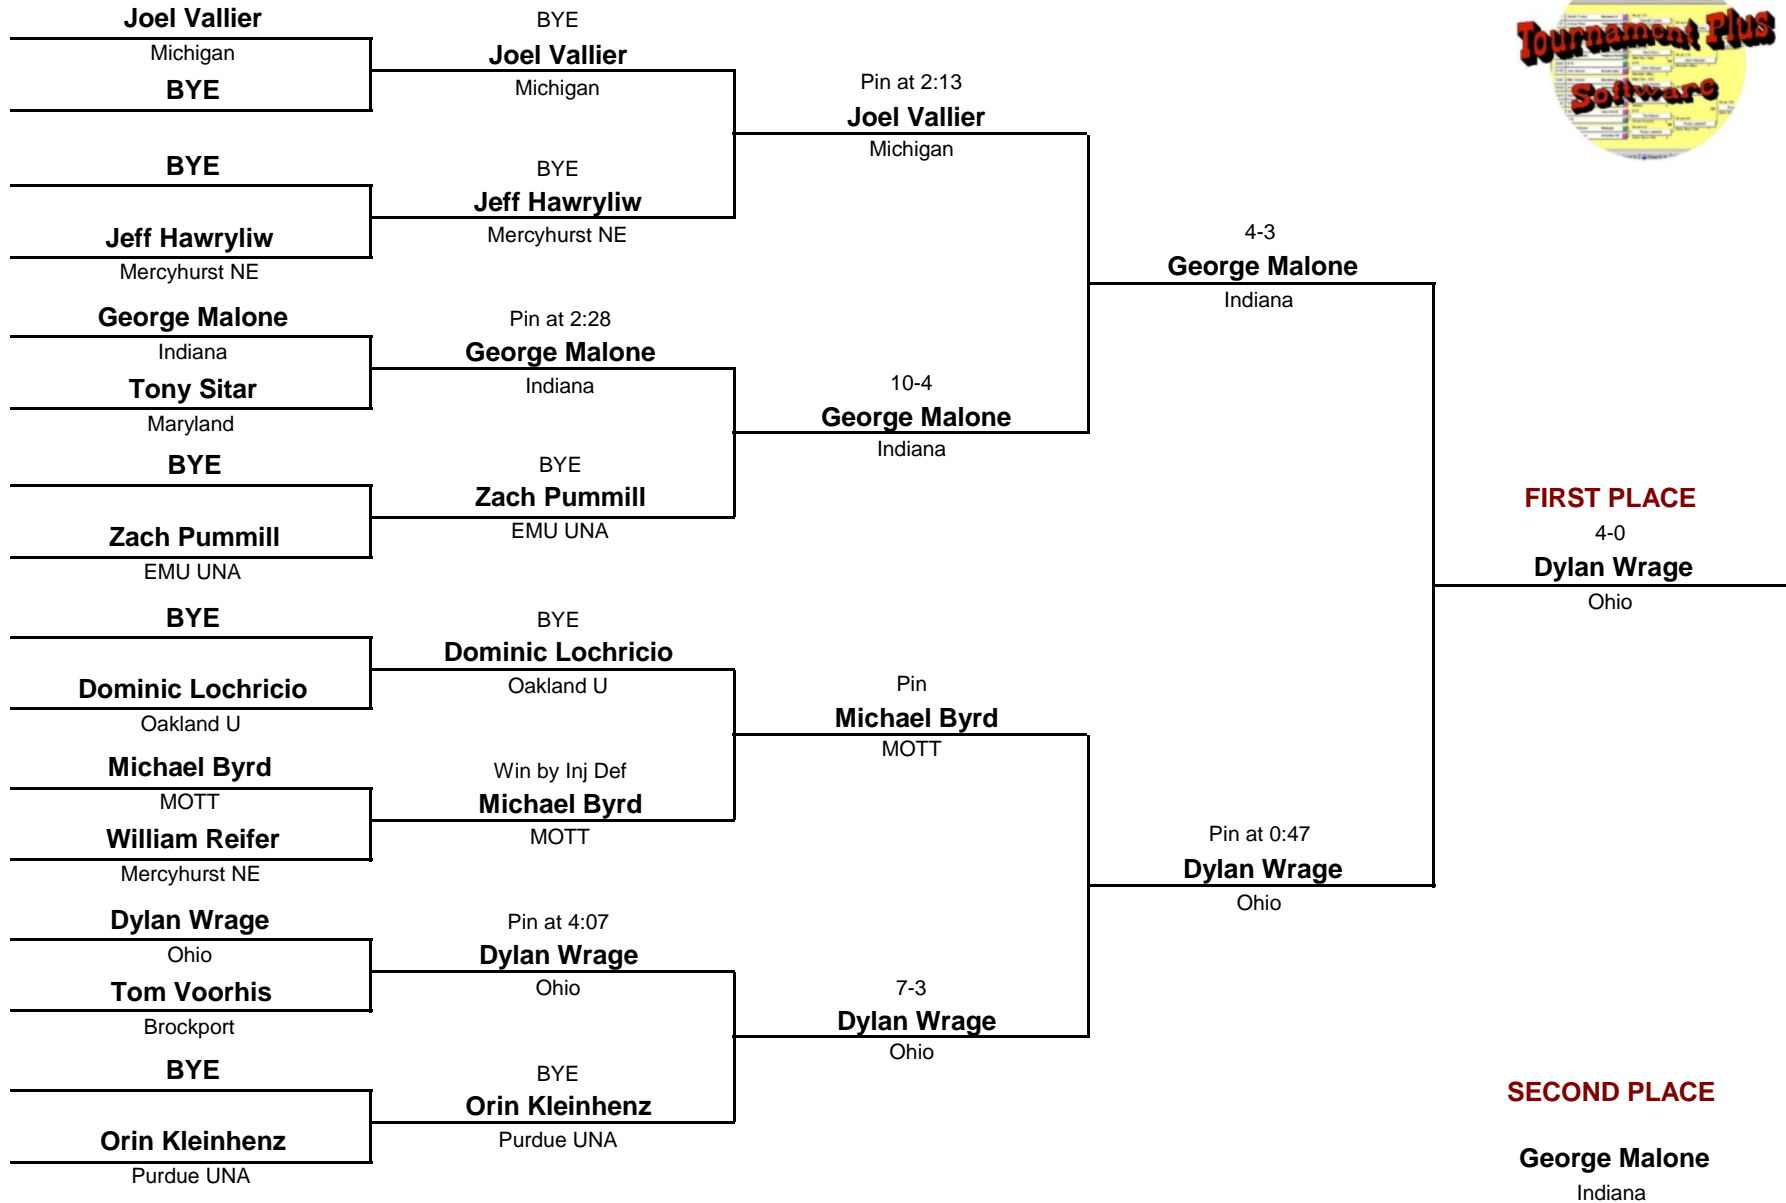 Joel Vallier
Michigan
BYE
BYE
Jeff Hawryliw
Mercyhurst NE
George Malone
Indiana
Tony Sitar
Maryland
BYE
Zach Pummill
EMU UNA
BYE
Dominic Lochricio
Oakland U
Michael Byrd
MOTT
William Reifer
Mercyhurst NE
Dylan Wrage
Ohio
Tom Voorhis
Brockport
BYE
Orin Kleinhenz
Purdue UNA
BYE
Joel Vallier
Michigan
BYE
Jeff Hawryliw
Mercyhurst NE
Pin at 2:28
George Malone
Indiana
BYE
Zach Pummill
EMU UNA
BYE
Dominic Lochricio
Oakland U
Win by Inj Def
Michael Byrd
MOTT
Pin at 4:07
Dylan Wrage
Ohio
BYE
Orin Kleinhenz
Purdue UNA
Pin at 2:13
Joel Vallier
Michigan
10-4
George Malone
Indiana
Pin
Michael Byrd
MOTT
7-3
Dylan Wrage
Ohio
4-3
George Malone
Indiana
Pin at 0:47
Dylan Wrage
Ohio
Tournament Plus
Software
FIRST PLACE
4-0
Dylan Wrage
Ohio
SECOND PLACE
George Malone
Indiana